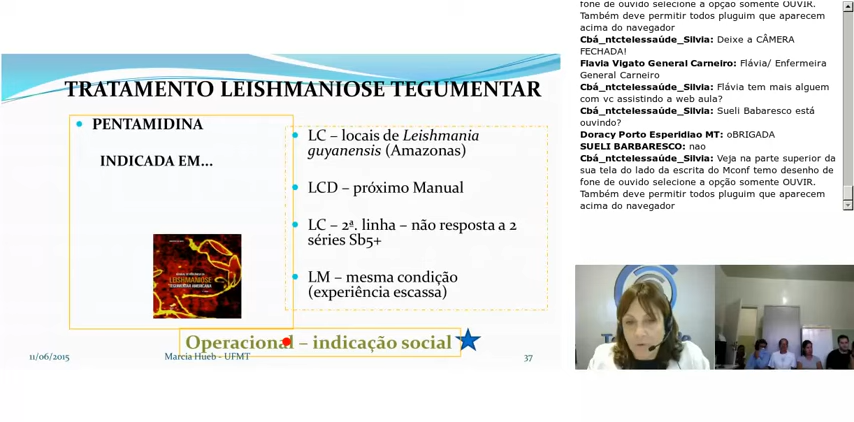 TRATAMENTO LEISHMANIOSE TEGUMENTAR
PENTAMIDINA
INDICADA EM...
LC – locais de Leishmania
guyanensis (Amazonas)
LCD – próximo Manual
LC – 2ª. linha – não resposta a 2
séries Sb5+
LM – mesma condição
(experiência escassa)
LEISHMANIOSE
TEGUMENTAR AMERICANA
Operacional – indicação social
11/06/2015
Marcia Hueb - UFMT
37
fone de ouvido selecione a opção somente OUVIR.
Também deve permitir todos pluguim que aparecem
acima do navegador
Cbá_ntctelessaúde_Silvia: Deixe a CÂMERA
FECHADA!
Flavia Vigato General Carneiro: Flávia/ Enfermeira
General Carneiro
Cbá_ntctelessaúde_Silvia: Flávia tem mais alguem
com vc assistindo a web aula?
Cbá_ntctelessaúde_Silvia: Sueli Babaresco está
ouvindo?
Doracy Porto Esperidiao MT: oBRIGADA
SUELI BARBARESCO: nao
Cbá_ntctelessaúde_Silvia: Veja na parte superior da
sua tela do lado da escrita do Mconf temo desenho de
fone de ouvido selecione a opção somente OUVIR.
Também deve permitir todos pluguim que aparecem
acima do navegador